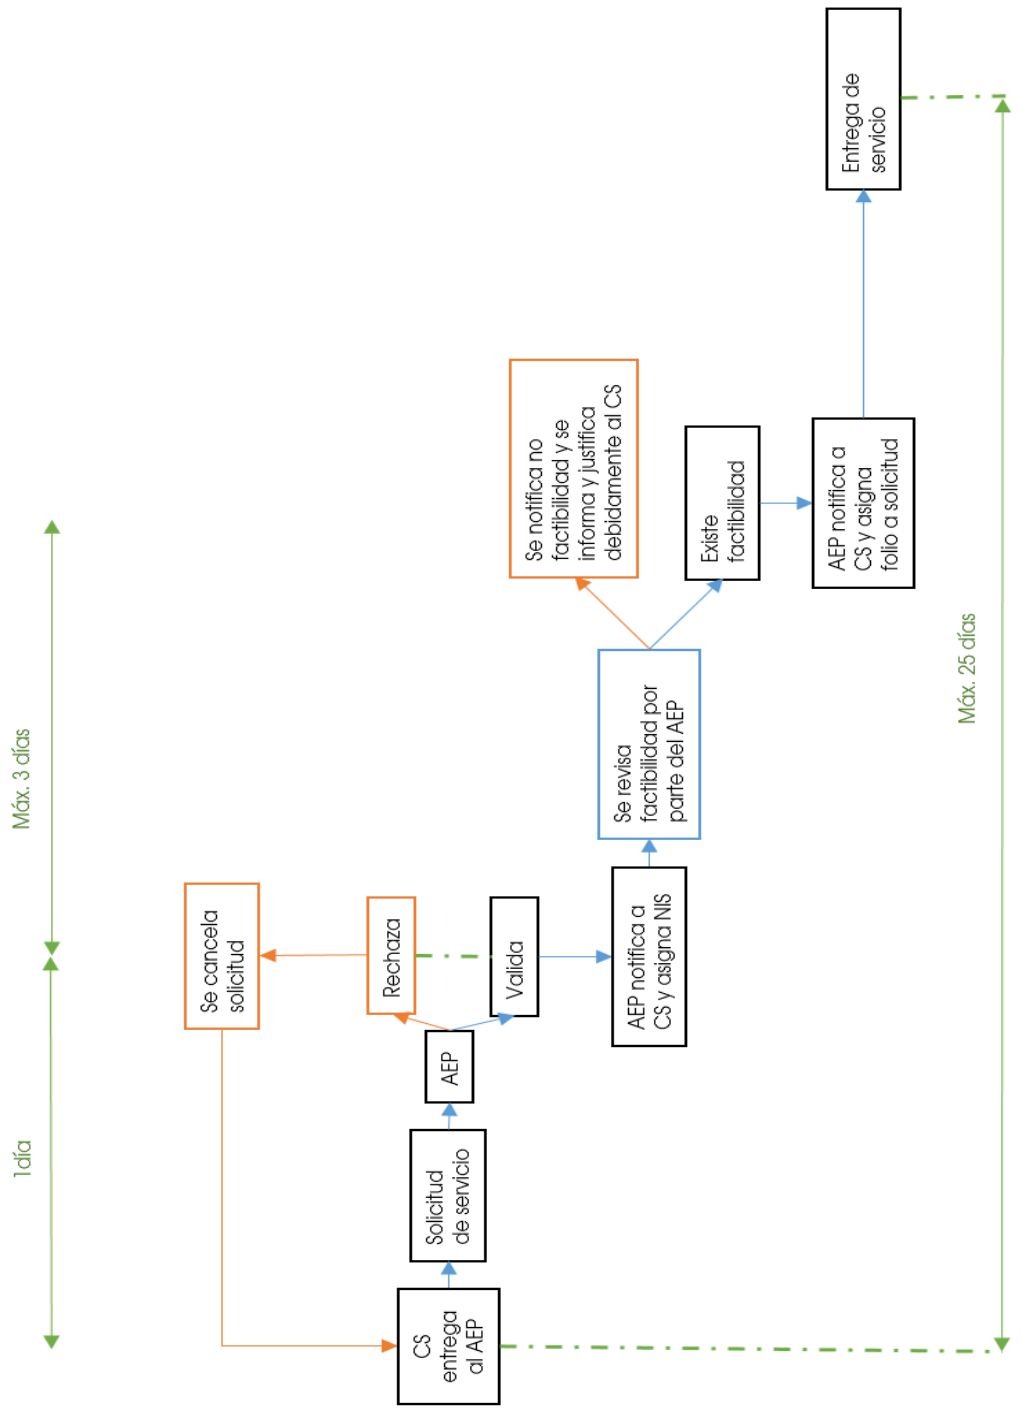 1día
Máx. 3 días
Se cancela
solicitud
Rechaza
CS
entrega
al AEP
Solicitud
de servicio
AEP
Valida
AEP notifica a
CS y asigna NIS
Se revisa
factibilidad por
parte del AEP
Se notifica no
factibilidad y se
informa y justifica
debidamente al CS
Existe
factibilidad
AEP notifica a
CS y asigna
folio a solicitud
Entrega de
servicio
Máx. 25 días